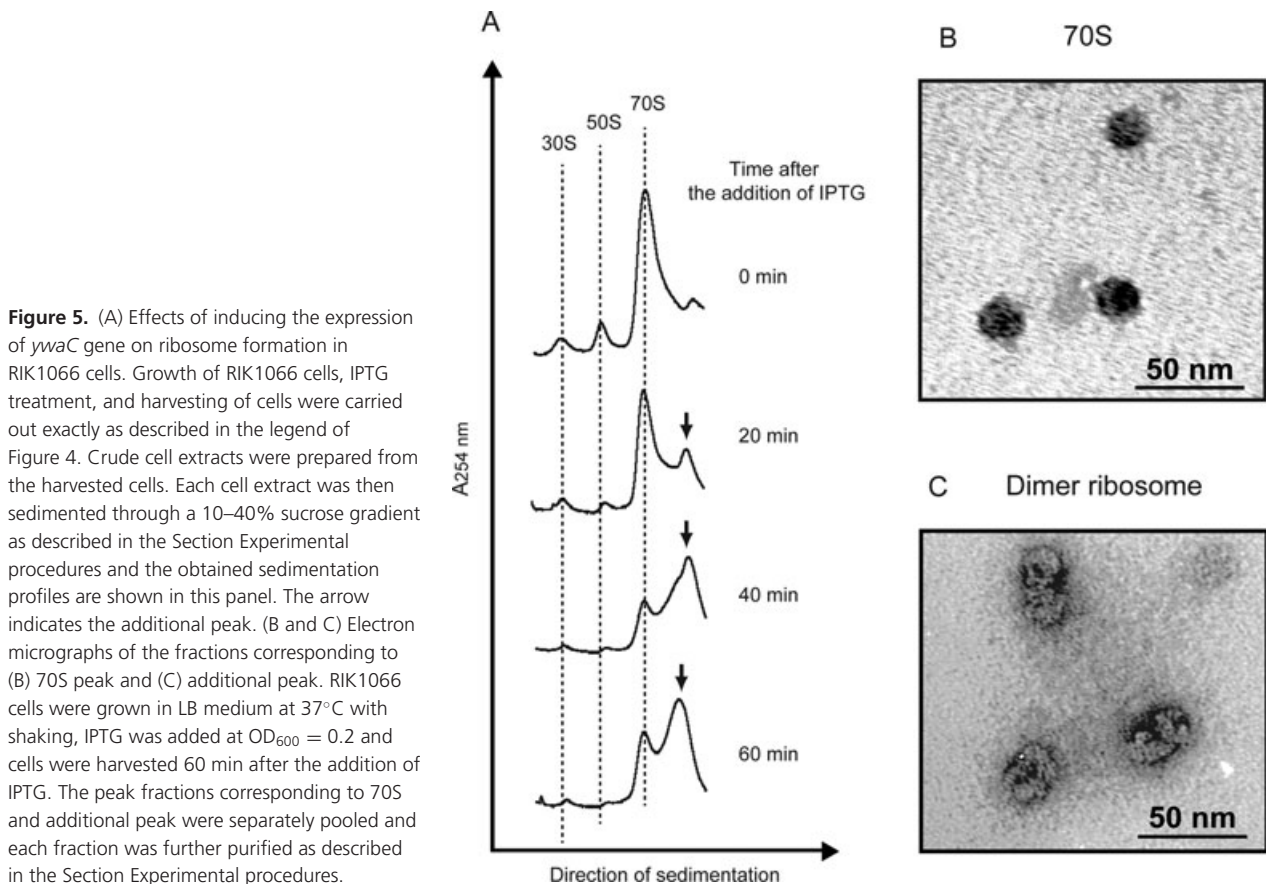 Figure 5. (A) Effects of inducing the expression
of ywaC gene on ribosome formation in
RIK1066 cells. Growth of RIK1066 cells, IPTG
treatment, and harvesting of cells were carried
out exactly as described in the legend of
Figure 4. Crude cell extracts were prepared from
the harvested cells. Each cell extract was then
sedimented through a 10–40% sucrose gradient
as described in the Section Experimental
procedures and the obtained sedimentation
profiles are shown in this panel. The arrow
indicates the additional peak. (B and C) Electron
micrographs of the fractions corresponding to
(B) 70S peak and (C) additional peak. RIK1066
cells were grown in LB medium at 37°C with
shaking, IPTG was added at OD600 = 0.2 and
cells were harvested 60 min after the addition of
IPTG. The peak fractions corresponding to 70S
and additional peak were separately pooled and
each fraction was further purified as described
in the Section Experimental procedures.
A
70S
50S
30S
Time after
the addition of IPTG
0 min
20 min
40 min
60 min
A254 nm
Direction of sedimentation
B 70S
50 nm
C Dimer ribosome
50 nm